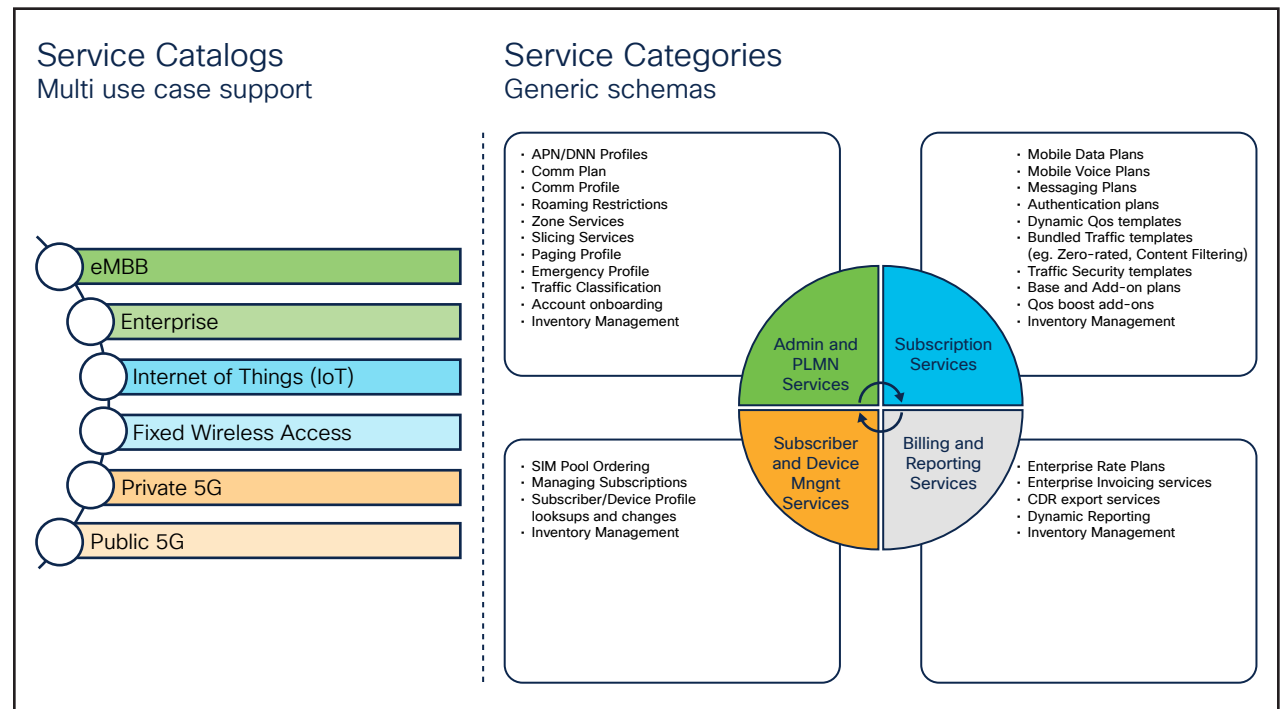 Service Catalogs
Multi use case support
eMBB
Enterprise
Internet of Things (IoT)
Fixed Wireless Access
Private 5G
Public 5G
Service Categories
Generic schemas
· APN/DNN Profiles
· Comm Plan
· Comm Profile
· Roaming Restrictions
· Zone Services
· Slicing Services
· Paging Profile
· Emergency Profile
· Traffic Classification
· Account onboarding
· Inventory Management
· Mobile Data Plans
· Mobile Voice Plans
· Messaging Plans
· Authentication plans
· Dynamic Qos templates
· Bundled Traffic templates
(eg. Zero-rated, Content Filtering)
· Traffic Security templates
· Base and Add-on plans
· Qos boost add-ons
· Inventory Management
Admin and
PLMN
Services
Subscription
Services
Subscriber
and Device
Mngnt
Services
Billing and
Reporting
Services
· SIM Pool Ordering
· Managing Subscriptions
· Subscriber/Device Profile
looksups and changes
· Inventory Management
· Enterprise Rate Plans
· Enterprise Invoicing services
· CDR export services
· Dynamic Reporting
· Inventory Management